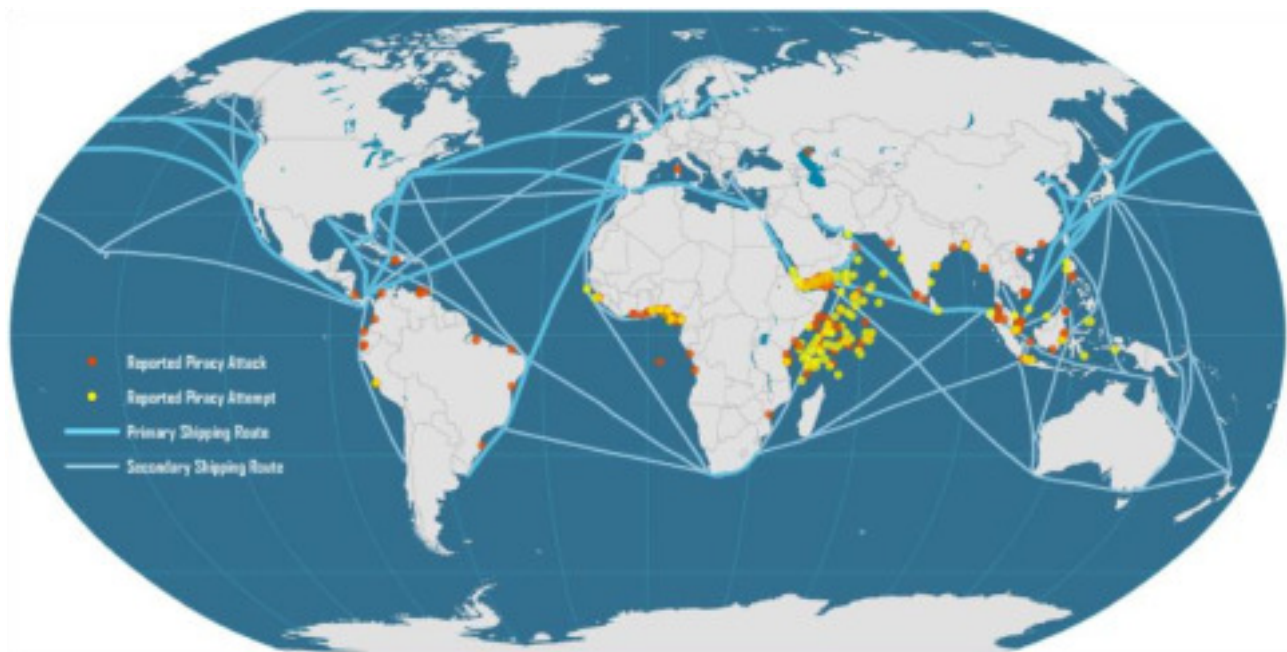 Reported Piracy Attack
Reported Piracy Attempt
Primary Shipping Route
Secondary Shipping Route